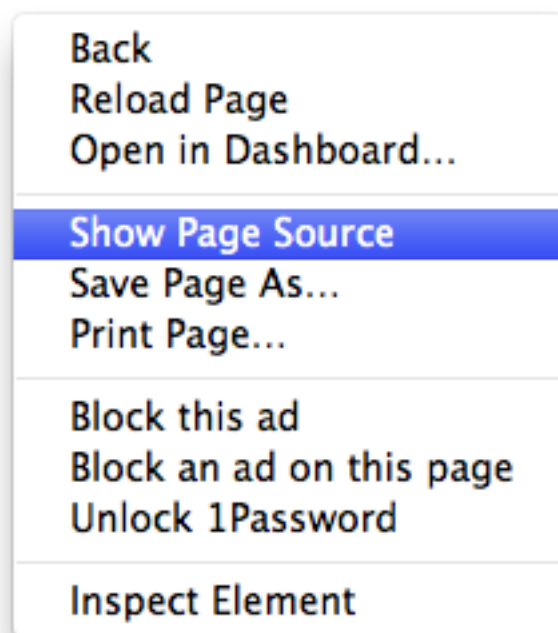 Back
Reload Page
Open in Dashboard...
Show Page Source
Save Page As...
Print Page...
Block this ad
Block an ad on this page
Unlock 1Password
Inspect Element